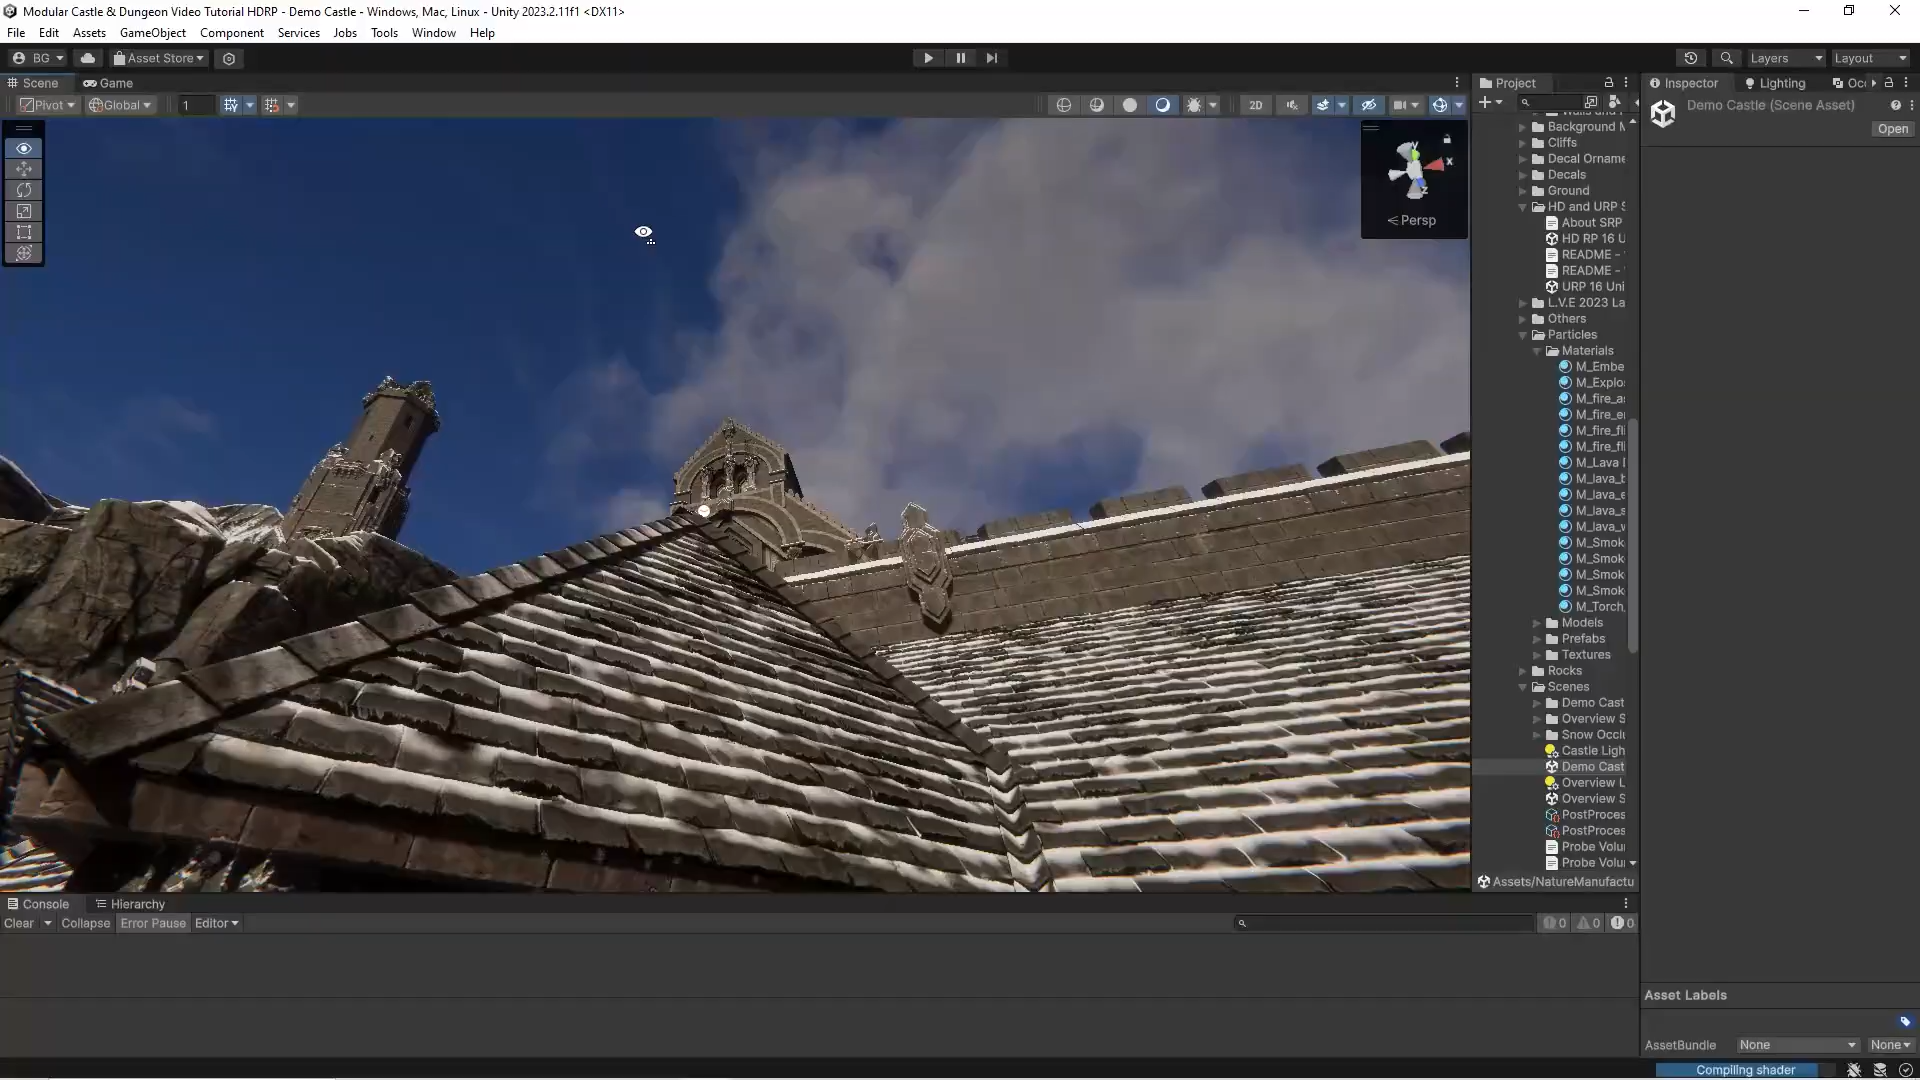 Modular Castle & Dungeon Video Tutorial HDRP - Demo Castle - Windows, Mac, Linux - Unity 2023.2.11f1 <DX11>
File Edit Assets GameObject Component Services Jobs Tools Window Help
BG Asset Store Layers Layout
Scene Game
Pivot Global 1 2D
Y
X
Z
Persp
Project
Background M
Cliffs
Decal Orname
Decals
Ground
HD and URP S
About SRP
HD RP 16 U
README -
README -
URP 16 Uni
L.V.E 2023 La
Others
Particles
Materials
M_Embe
M_Explo
M_fire_a
M_fire_e
M_fire_fl
M_fire_fl
M_Lava
M_lava_b
M_lava_e
M_lava_s
M_lava_v
M_Smok
M_Smok
M_Smok
M_Smok
M_Torch_
Models
Prefabs
Textures
Rocks
Scenes
Demo Cast
Overview S
Snow Occlu
Castle Ligh
Demo Cast
Overview L
Overview S
PostProces
PostProces
Probe Volu
Probe Volu
Assets/NatureManufactu
Inspector Lighting Oc
Demo Castle (Scene Asset)
Open
Console Hierarchy
Clear Collapse Error Pause Editor 0 0 0
Asset Labels
AssetBundle None None
Compiling shader